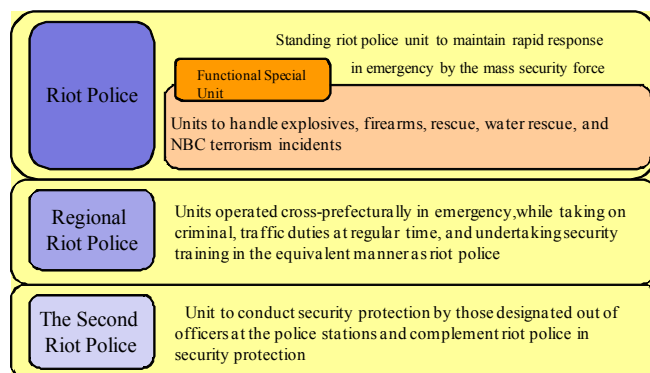 Riot Police
Standing riot police unit to maintain rapid response
in emergency by the mass security force
Functional Special
Unit
Units to handle explosives, firearms, rescue, water rescue, and
NBC terrorism incidents
Regional
Riot Police
Units operated cross-prefecturally in emergency,while taking on
criminal, traffic duties at regular time, and undertaking security
training in the equivalent manner as riot police
The Second
Riot Police
Unit to conduct security protection by those designated out of
officers at the police stations and complement riot police in
security protection